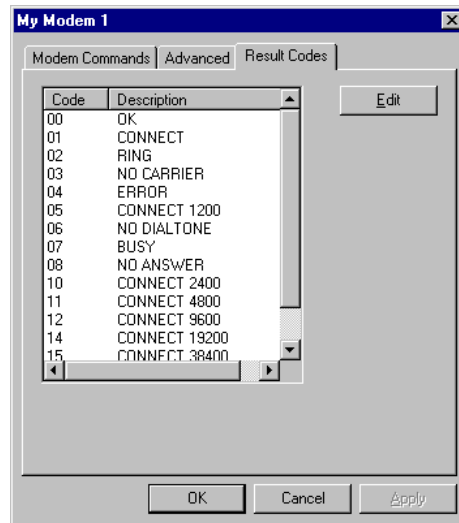 My Modem 1
Modem Commands Advanced Result Codes
Code Description
Edit
00 OK
01 CONNECT
02 RING
03 NO CARRIER
04 ERROR
05 CONNECT 1200
06 NO DIALTONE
07 BUSY
08 NO ANSWER
10 CONNECT 2400
11 CONNECT 4800
12 CONNECT 9600
14 CONNECT 19200
15 CONNECT 38400
OK Cancel Apply